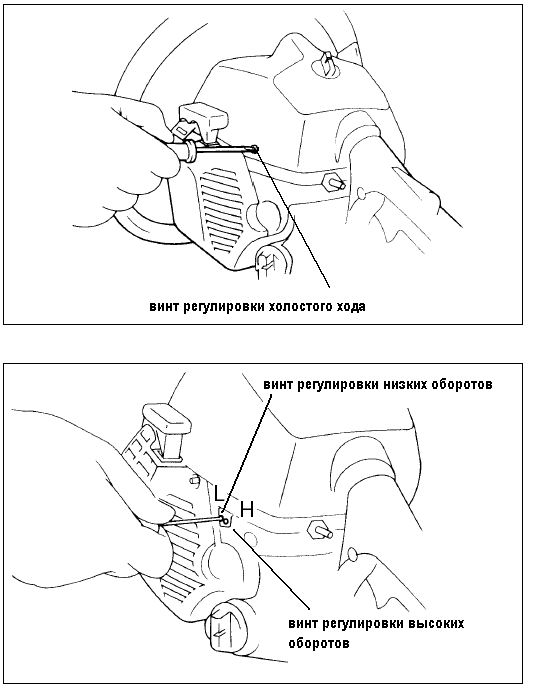 винт регулировки холостого хода
винт регулировки низких оборотов
L
H
винт регулировки высоких
оборотов